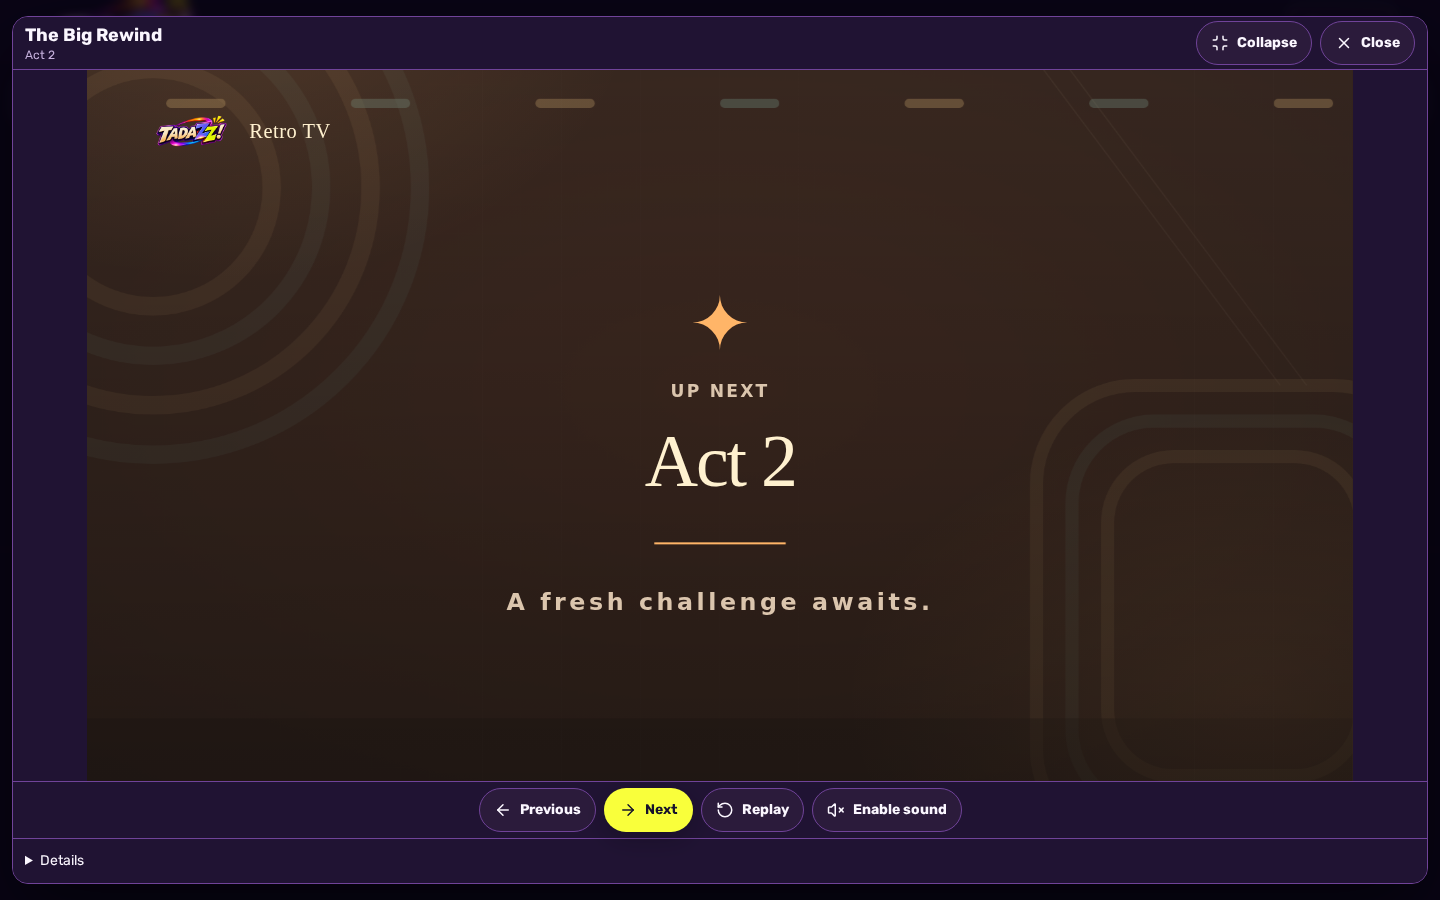 The Big Rewind
Act 2
Collapse
Close
TADAZZ!
Retro TV
UP NEXT
Act 2
A fresh challenge awaits.
Previous
Next
Replay
Enable sound
Details